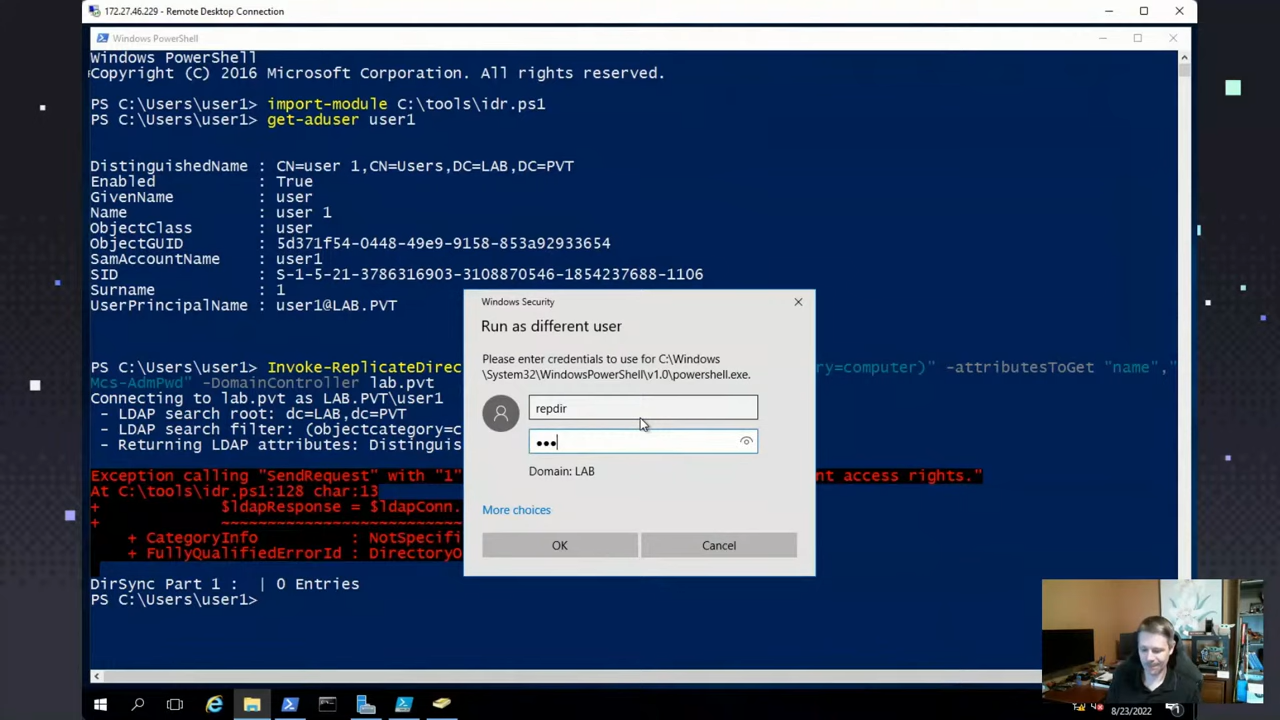 172.27.46.229 - Remote Desktop Connection
Windows PowerShell
Windows PowerShell
Copyright (C) 2016 Microsoft Corporation. All rights reserved.
PS C:\Users\user1> import-module C:\tools\idr.ps1
PS C:\Users\user1> get-aduser user1
DistinguishedName : CN=user 1,CN=Users,DC=LAB,DC=PVT
Enabled : True
GivenName : user
Name : user 1
ObjectClass : user
ObjectGUID : 5d371f54-0448-49e9-9158-853a92933654
SamAccountName : user1
SID : S-1-5-21-3786316903-3108870546-1854237688-1106
Surname : 1
UserPrincipalName : user1@LAB.PVT
Windows Security
Run as different user
Please enter credentials to use for C:\Windows
\System32\WindowsPowerShell\v1.0\powershell.exe.
repdir
•••
Domain: LAB
More choices
OK Cancel
PS C:\Users\user1> Invoke-ReplicateDirec ry=computer)" -attributesToGet "name","
Mcs-AdmPwd" -DomainController lab.pvt
Connecting to lab.pvt as LAB.PVT\user1
- LDAP search root: dc=LAB,dc=PVT
- LDAP search filter: (objectcategory=c
- Returning LDAP attributes: Distinguis
Exception calling "SendRequest" with "1" nt access rights."
At C:\tools\idr.ps1:128 char:13
+ $ldapResponse = $ldapConn.
+ ~~~~~~~~~~~~~~~~~~~~~~~~~~
+ CategoryInfo : NotSpecifi
+ FullyQualifiedErrorId : DirectoryO
DirSync Part 1 : | 0 Entries
PS C:\Users\user1>
8/23/2022
1